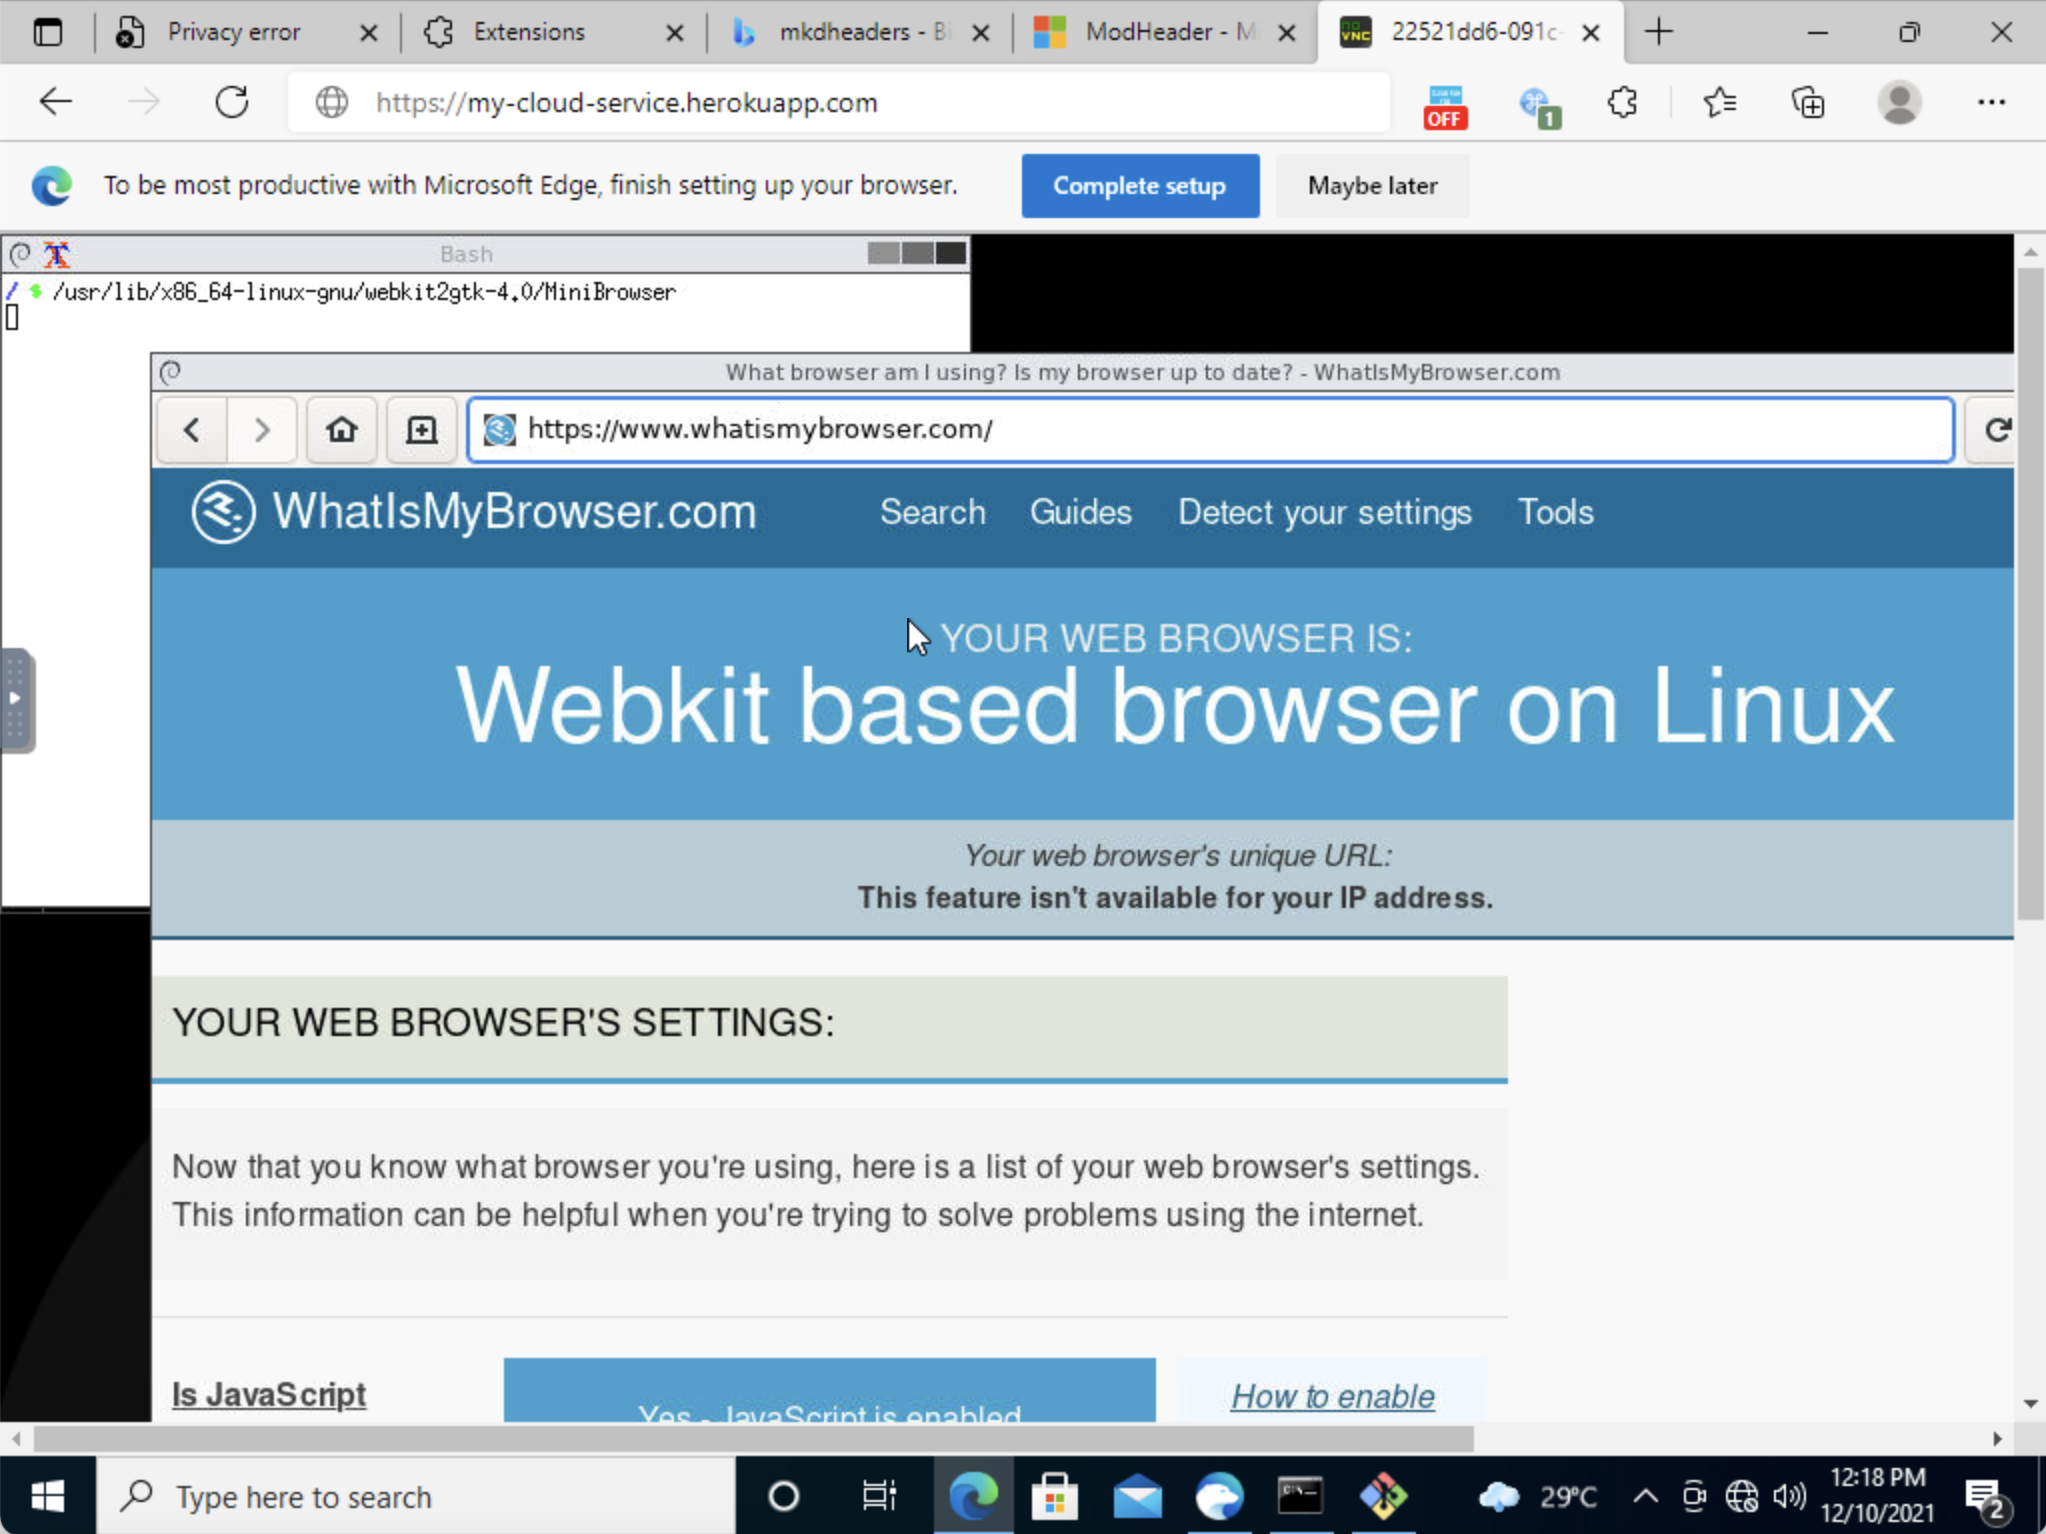 Privacy error
Extensions
mkdheaders - Bi
ModHeader - M
22521dd6-091c-
https://my-cloud-service.herokuapp.com
OFF
1
To be most productive with Microsoft Edge, finish setting up your browser.
Complete setup
Maybe later
Bash
/ $ /usr/lib/x86_64-linux-gnu/webkit2gtk-4.0/MiniBrowser
What browser am I using? Is my browser up to date? - WhatIsMyBrowser.com
https://www.whatismybrowser.com/
WhatIsMyBrowser.com
Search
Guides
Detect your settings
Tools
YOUR WEB BROWSER IS:
Webkit based browser on Linux
Your web browser's unique URL:
This feature isn't available for your IP address.
YOUR WEB BROWSER'S SETTINGS:
Now that you know what browser you're using, here is a list of your web browser's settings.
This information can be helpful when you're trying to solve problems using the internet.
Is JavaScript
Yes - JavaScript is enabled
How to enable
Type here to search
29°C
12:18 PM
12/10/2021
2